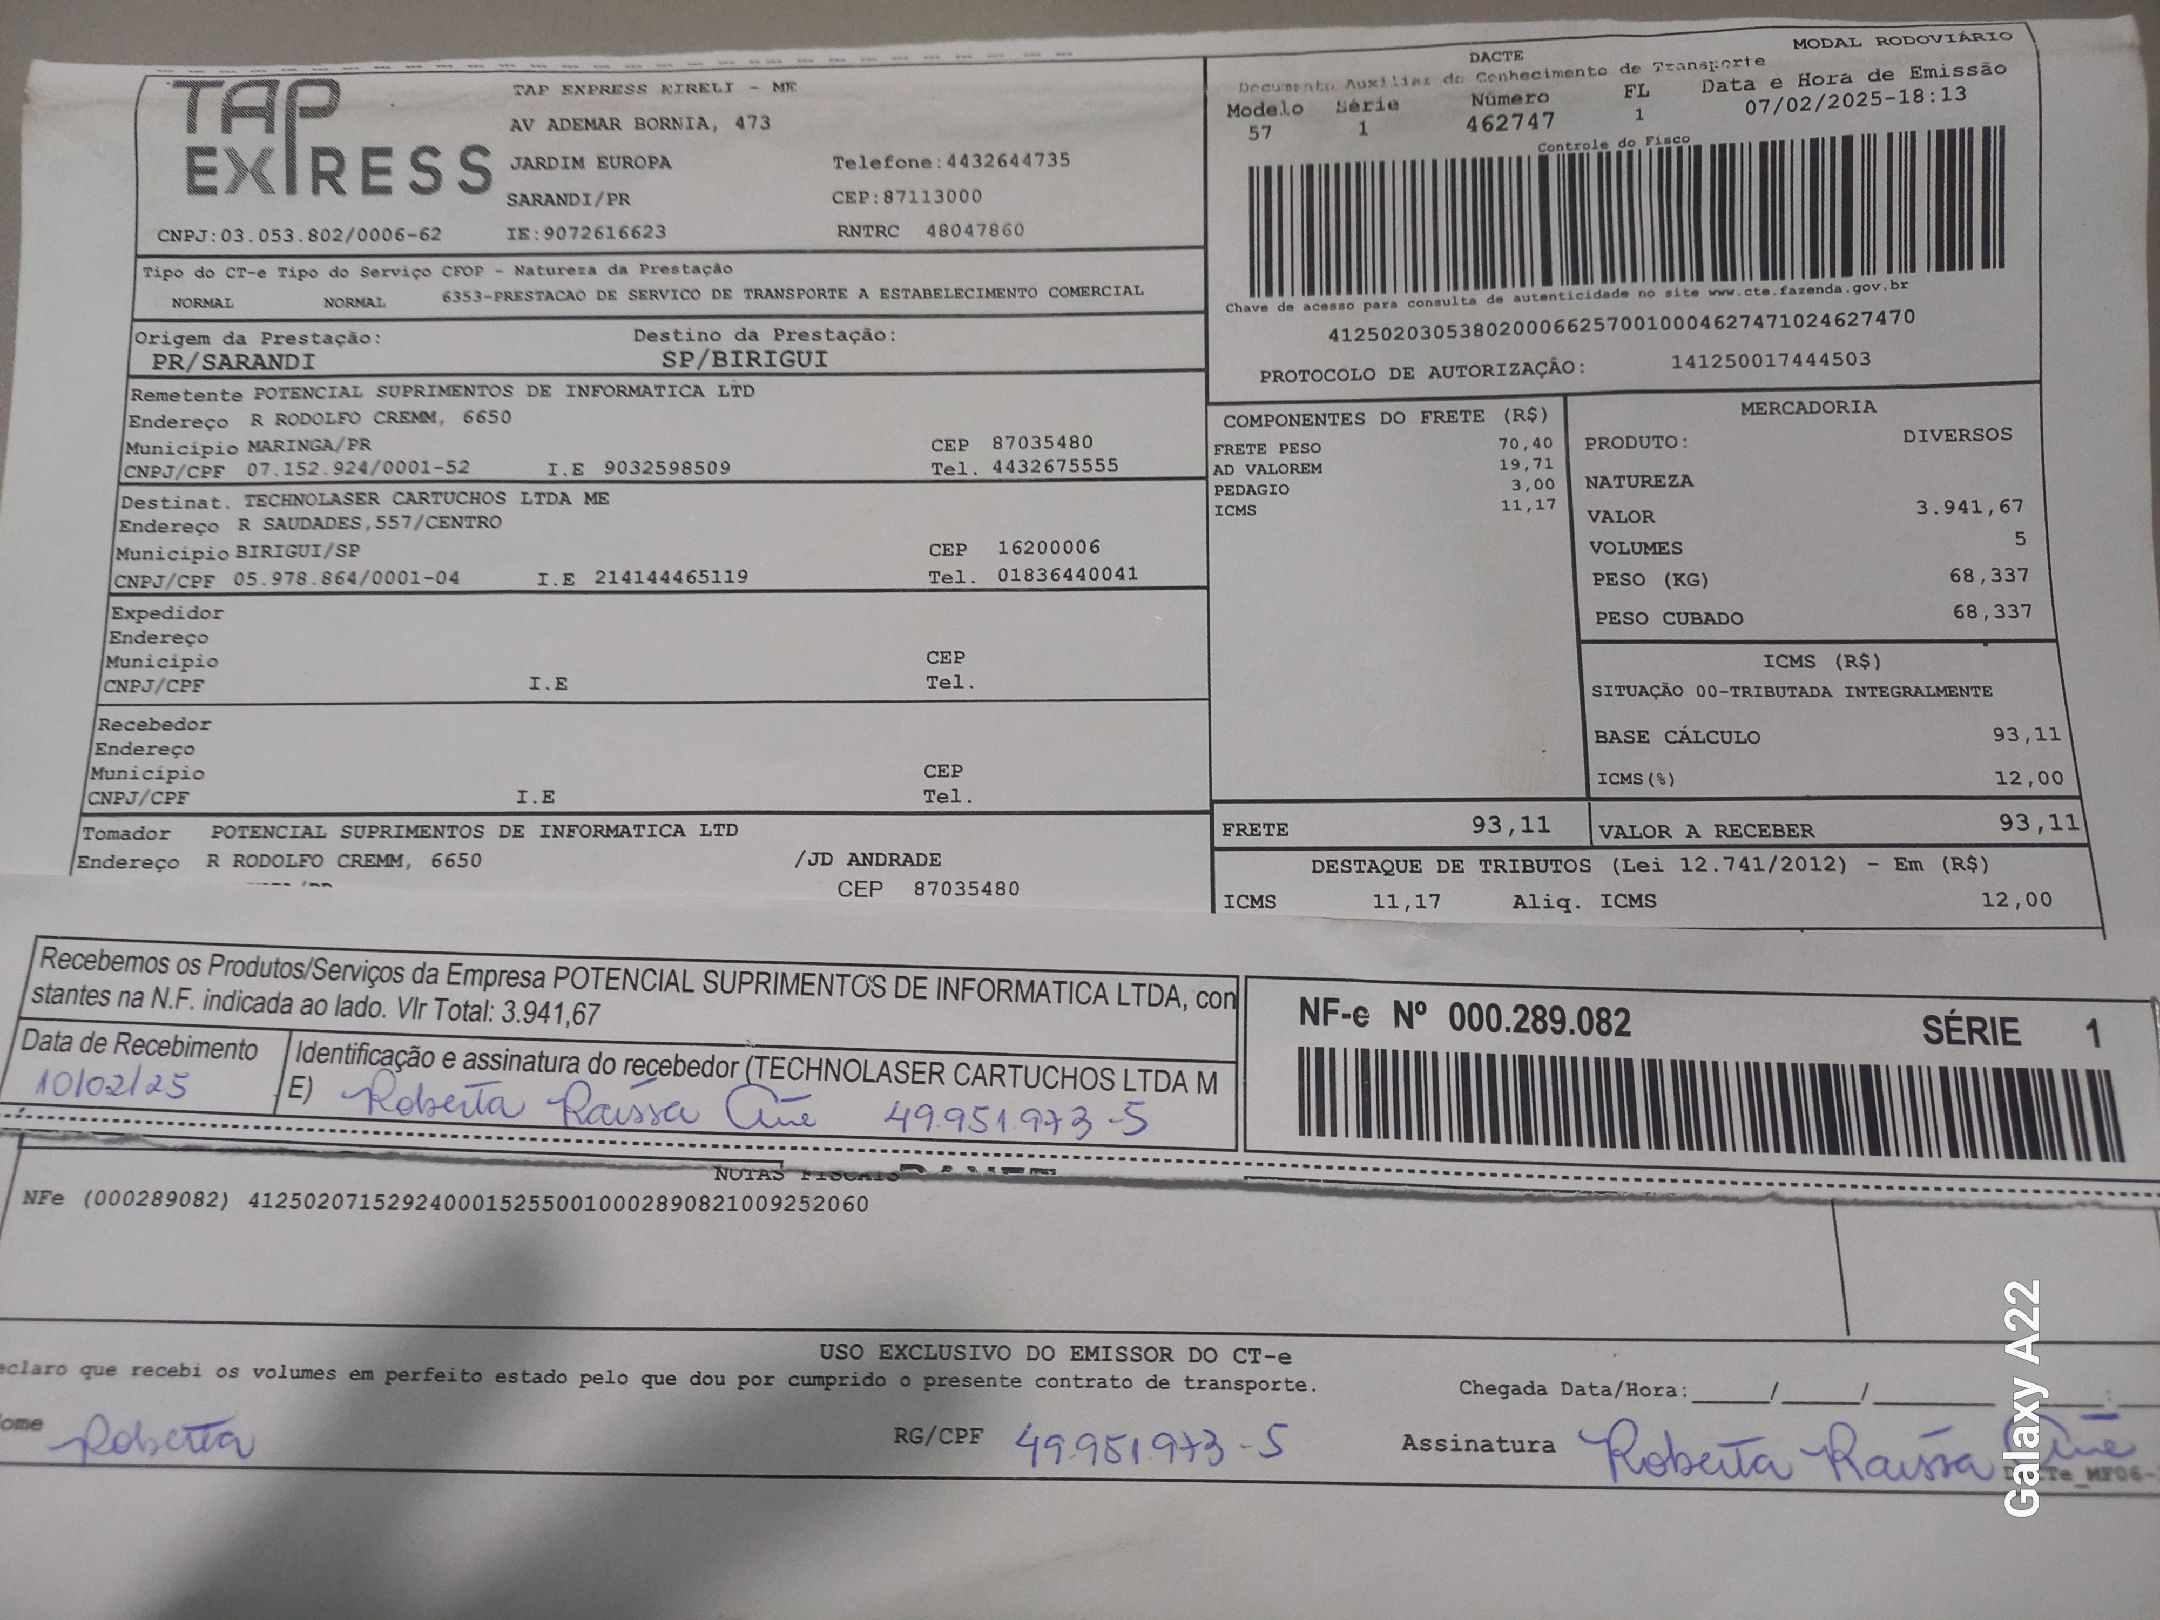 TAP EXPRESS
TAP EXPRESS EIRELI - ME
AV ADEMAR BORNIA, 473
JARDIM EUROPA Telefone:4432644735
SARANDI/PR CEP:87113000
CNPJ:03.053.802/0006-62 IE:9072616623 RNTRC 48047860
MODAL RODOVIÁRIO
DACTE
Documento Auxiliar do Conhecimento de Transporte
Modelo Série Número FL Data e Hora de Emissão
57 1 462747 1 07/02/2025-18:13
Controle do Fisco
Chave de acesso para consulta de autenticidade no site www.cte.fazenda.gov.br
41250203053802000662570010004627471024627470
PROTOCOLO DE AUTORIZAÇÃO: 141250017444503
Tipo do CT-e Tipo do Serviço CFOP - Natureza da Prestação
NORMAL NORMAL 6353-PRESTACAO DE SERVICO DE TRANSPORTE A ESTABELECIMENTO COMERCIAL
Origem da Prestação: Destino da Prestação:
PR/SARANDI SP/BIRIGUI
Remetente POTENCIAL SUPRIMENTOS DE INFORMATICA LTD
Endereço R RODOLFO CREMM, 6650
Município MARINGA/PR CEP 87035480
CNPJ/CPF 07.152.924/0001-52 I.E 9032598509 Tel. 4432675555
Destinat. TECHNOLASER CARTUCHOS LTDA ME
Endereço R SAUDADES,557/CENTRO
Município BIRIGUI/SP CEP 16200006
CNPJ/CPF 05.978.864/0001-04 I.E 214144465119 Tel. 01836440041
Expedidor
Endereço
Município CEP
CNPJ/CPF I.E Tel.
Recebedor
Endereço
Município CEP
CNPJ/CPF I.E Tel.
Tomador POTENCIAL SUPRIMENTOS DE INFORMATICA LTD
Endereço R RODOLFO CREMM, 6650 /JD ANDRADE
CEP 87035480
COMPONENTES DO FRETE (R$)
FRETE PESO 70,40
AD VALOREM 19,71
PEDAGIO 3,00
ICMS 11,17
MERCADORIA
PRODUTO: DIVERSOS
NATUREZA
VALOR 3.941,67
VOLUMES 5
PESO (KG) 68,337
PESO CUBADO 68,337
ICMS (R$)
SITUAÇÃO 00-TRIBUTADA INTEGRALMENTE
BASE CÁLCULO 93,11
ICMS(%) 12,00
FRETE 93,11 VALOR A RECEBER 93,11
DESTAQUE DE TRIBUTOS (Lei 12.741/2012) - Em (R$)
ICMS 11,17 Aliq. ICMS 12,00
Recebemos os Produtos/Serviços da Empresa POTENCIAL SUPRIMENTOS DE INFORMATICA LTDA, con
stantes na N.F. indicada ao lado. Vlr Total: 3.941,67
Data de Recebimento
10/02/25
Identificação e assinatura do recebedor (TECHNOLASER CARTUCHOS LTDA M
E) Roberta Raissa 49.951.973-5
NF-e Nº 000.289.082 SÉRIE 1
NOTAS FISCAIS
NFe (000289082) 41250207152924000152550010002890821009252060
USO EXCLUSIVO DO EMISSOR DO CT-e
eclaro que recebi os volumes em perfeito estado pelo que dou por cumprido o presente contrato de transporte. Chegada Data/Hora:_____/_____/_________ :
ome Roberta RG/CPF 49.951.973-5 Assinatura Roberta Raissa
Galaxy A22